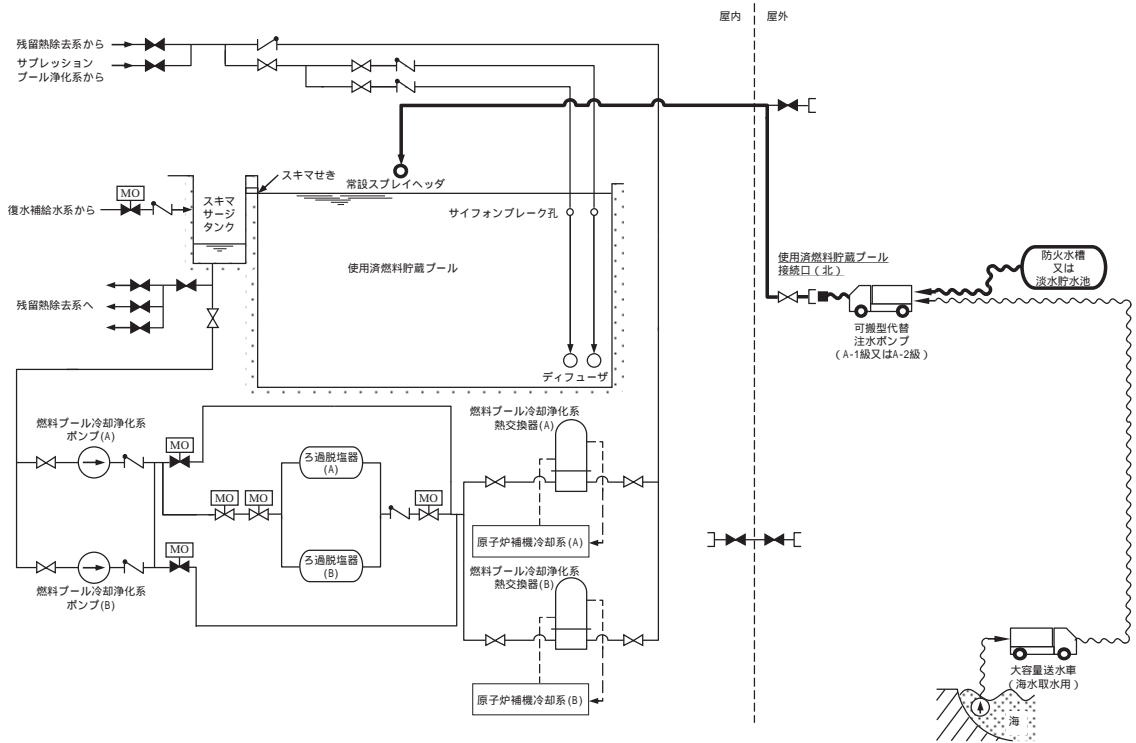 屋内
屋外
残留熱除去系から
サプレッション
プール浄化系から
スキマせき
常設スプレイヘッダ
MO
復水補給水系から
スキマ
サージ
タンク
サイフォンブレーク孔
使用済燃料貯蔵プール
使用済燃料貯蔵プール
接続口（北）
防火水槽
又は
淡水貯水池
残留熱除去系へ
可搬型代替
注水ポンプ
（A-1級又はA-2級）
ディフューザ
燃料プール冷却浄化系
ポンプ(A)
燃料プール冷却浄化系
熱交換器(A)
MO
ろ過脱塩器
(A)
MO
MO
MO
原子炉補機冷却系(A)
MO
ろ過脱塩器
(B)
燃料プール冷却浄化系
熱交換器(B)
燃料プール冷却浄化系
ポンプ(B)
原子炉補機冷却系(B)
大容量送水車
（海水取水用）
海